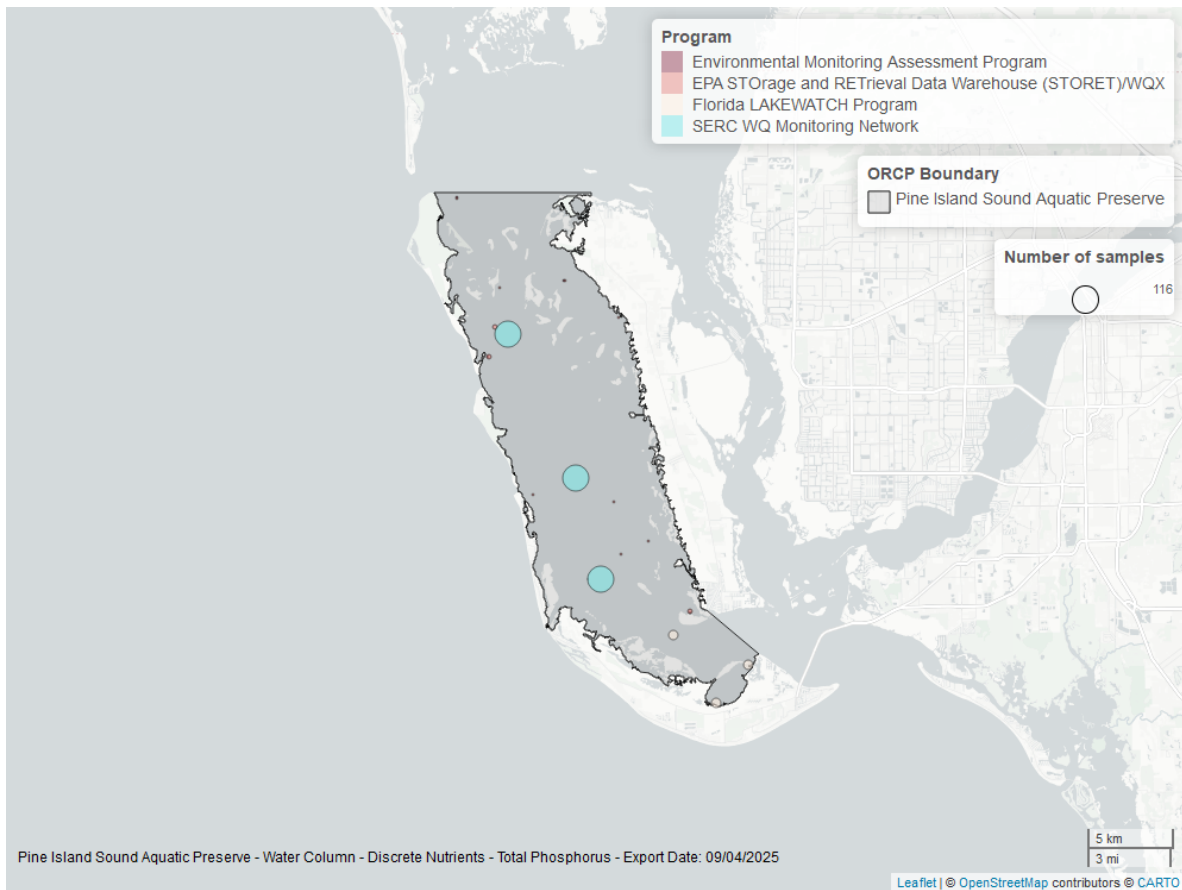 Program
Environmental Monitoring Assessment Program
EPA STOrage and RETrieval Data Warehouse (STORET)/WQX
Florida LAKEWATCH Program
SERC WQ Monitoring Network
ORCP Boundary
Pine Island Sound Aquatic Preserve
Number of samples
116
5 km
3 mi
Pine Island Sound Aquatic Preserve - Water Column - Discrete Nutrients - Total Phosphorus - Export Date: 09/04/2025
Leaflet | © OpenStreetMap contributors © CARTO